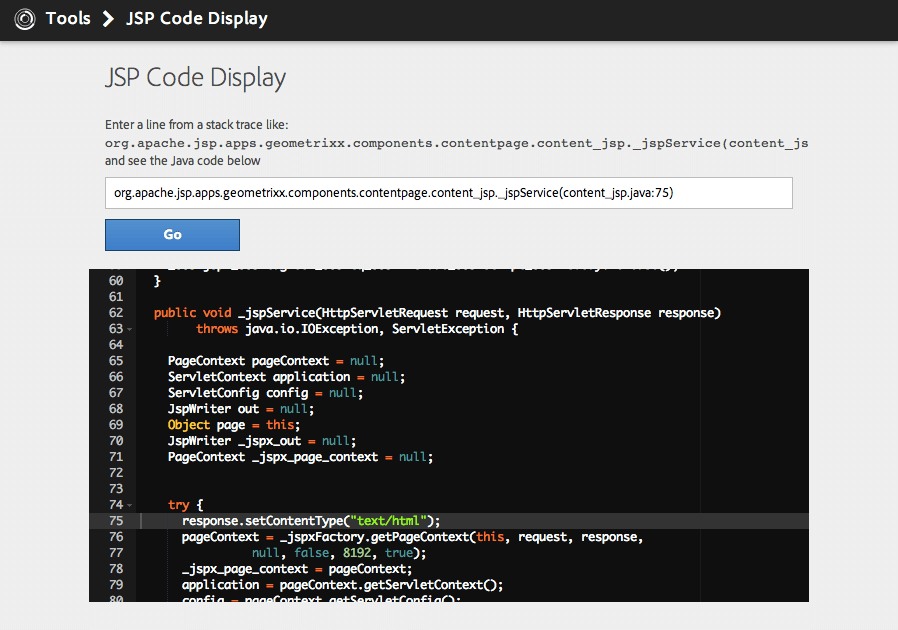 Tools > JSP Code Display
JSP Code Display
Enter a line from a stack trace like:
org.apache.jsp.apps.geometrixx.components.contentpage.content_jsp._jspService(content_js
and see the Java code below
org.apache.jsp.apps.geometrixx.components.contentpage.content_jsp._jspService(content_jsp.java:75)
Go
60 }
61
62 public void _jspService(HttpServletRequest request, HttpServletResponse response)
63 throws java.io.IOException, ServletException {
64
65 PageContext pageContext = null;
66 ServletContext application = null;
67 ServletConfig config = null;
68 JspWriter out = null;
69 Object page = this;
70 JspWriter _jspx_out = null;
71 PageContext _jspx_page_context = null;
72
73
74 try {
75 response.setContentType("text/html");
76 pageContext = _jspxFactory.getPageContext(this, request, response,
77 null, false, 8192, true);
78 _jspx_page_context = pageContext;
79 application = pageContext.getServletContext();
80 config = pageContext.getServletConfig();